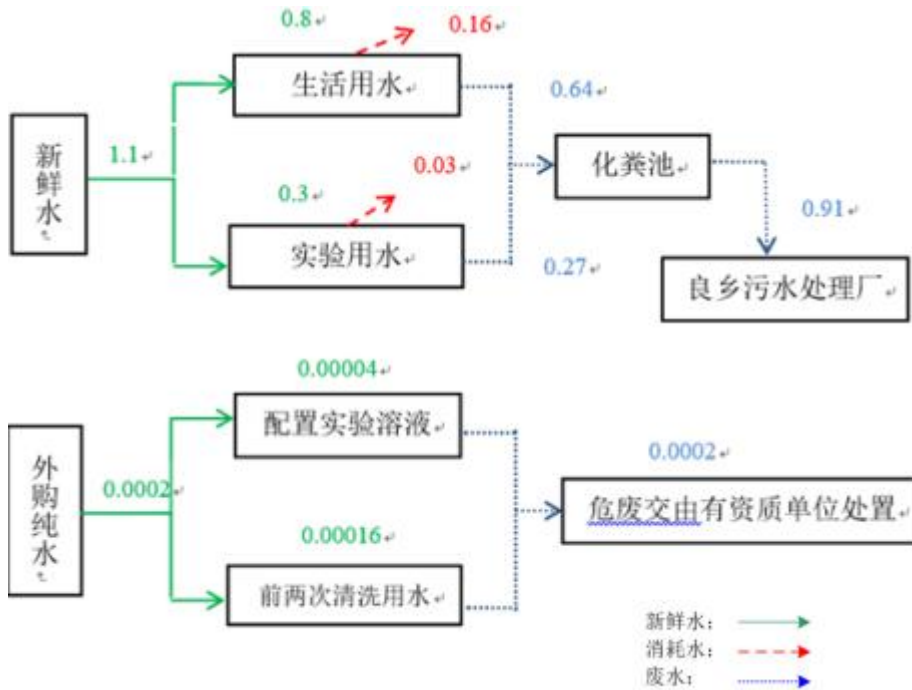 0.8
0.16
生活用水
0.64
新鲜水
1.1
化粪池
0.03
0.3
0.91
实验用水
0.27
良乡污水处理厂
0.00004
配置实验溶液
0.0002
外购纯水
0.0002
危废交由有资质单位处置
0.00016
前两次清洗用水
新鲜水：
消耗水：
废水：